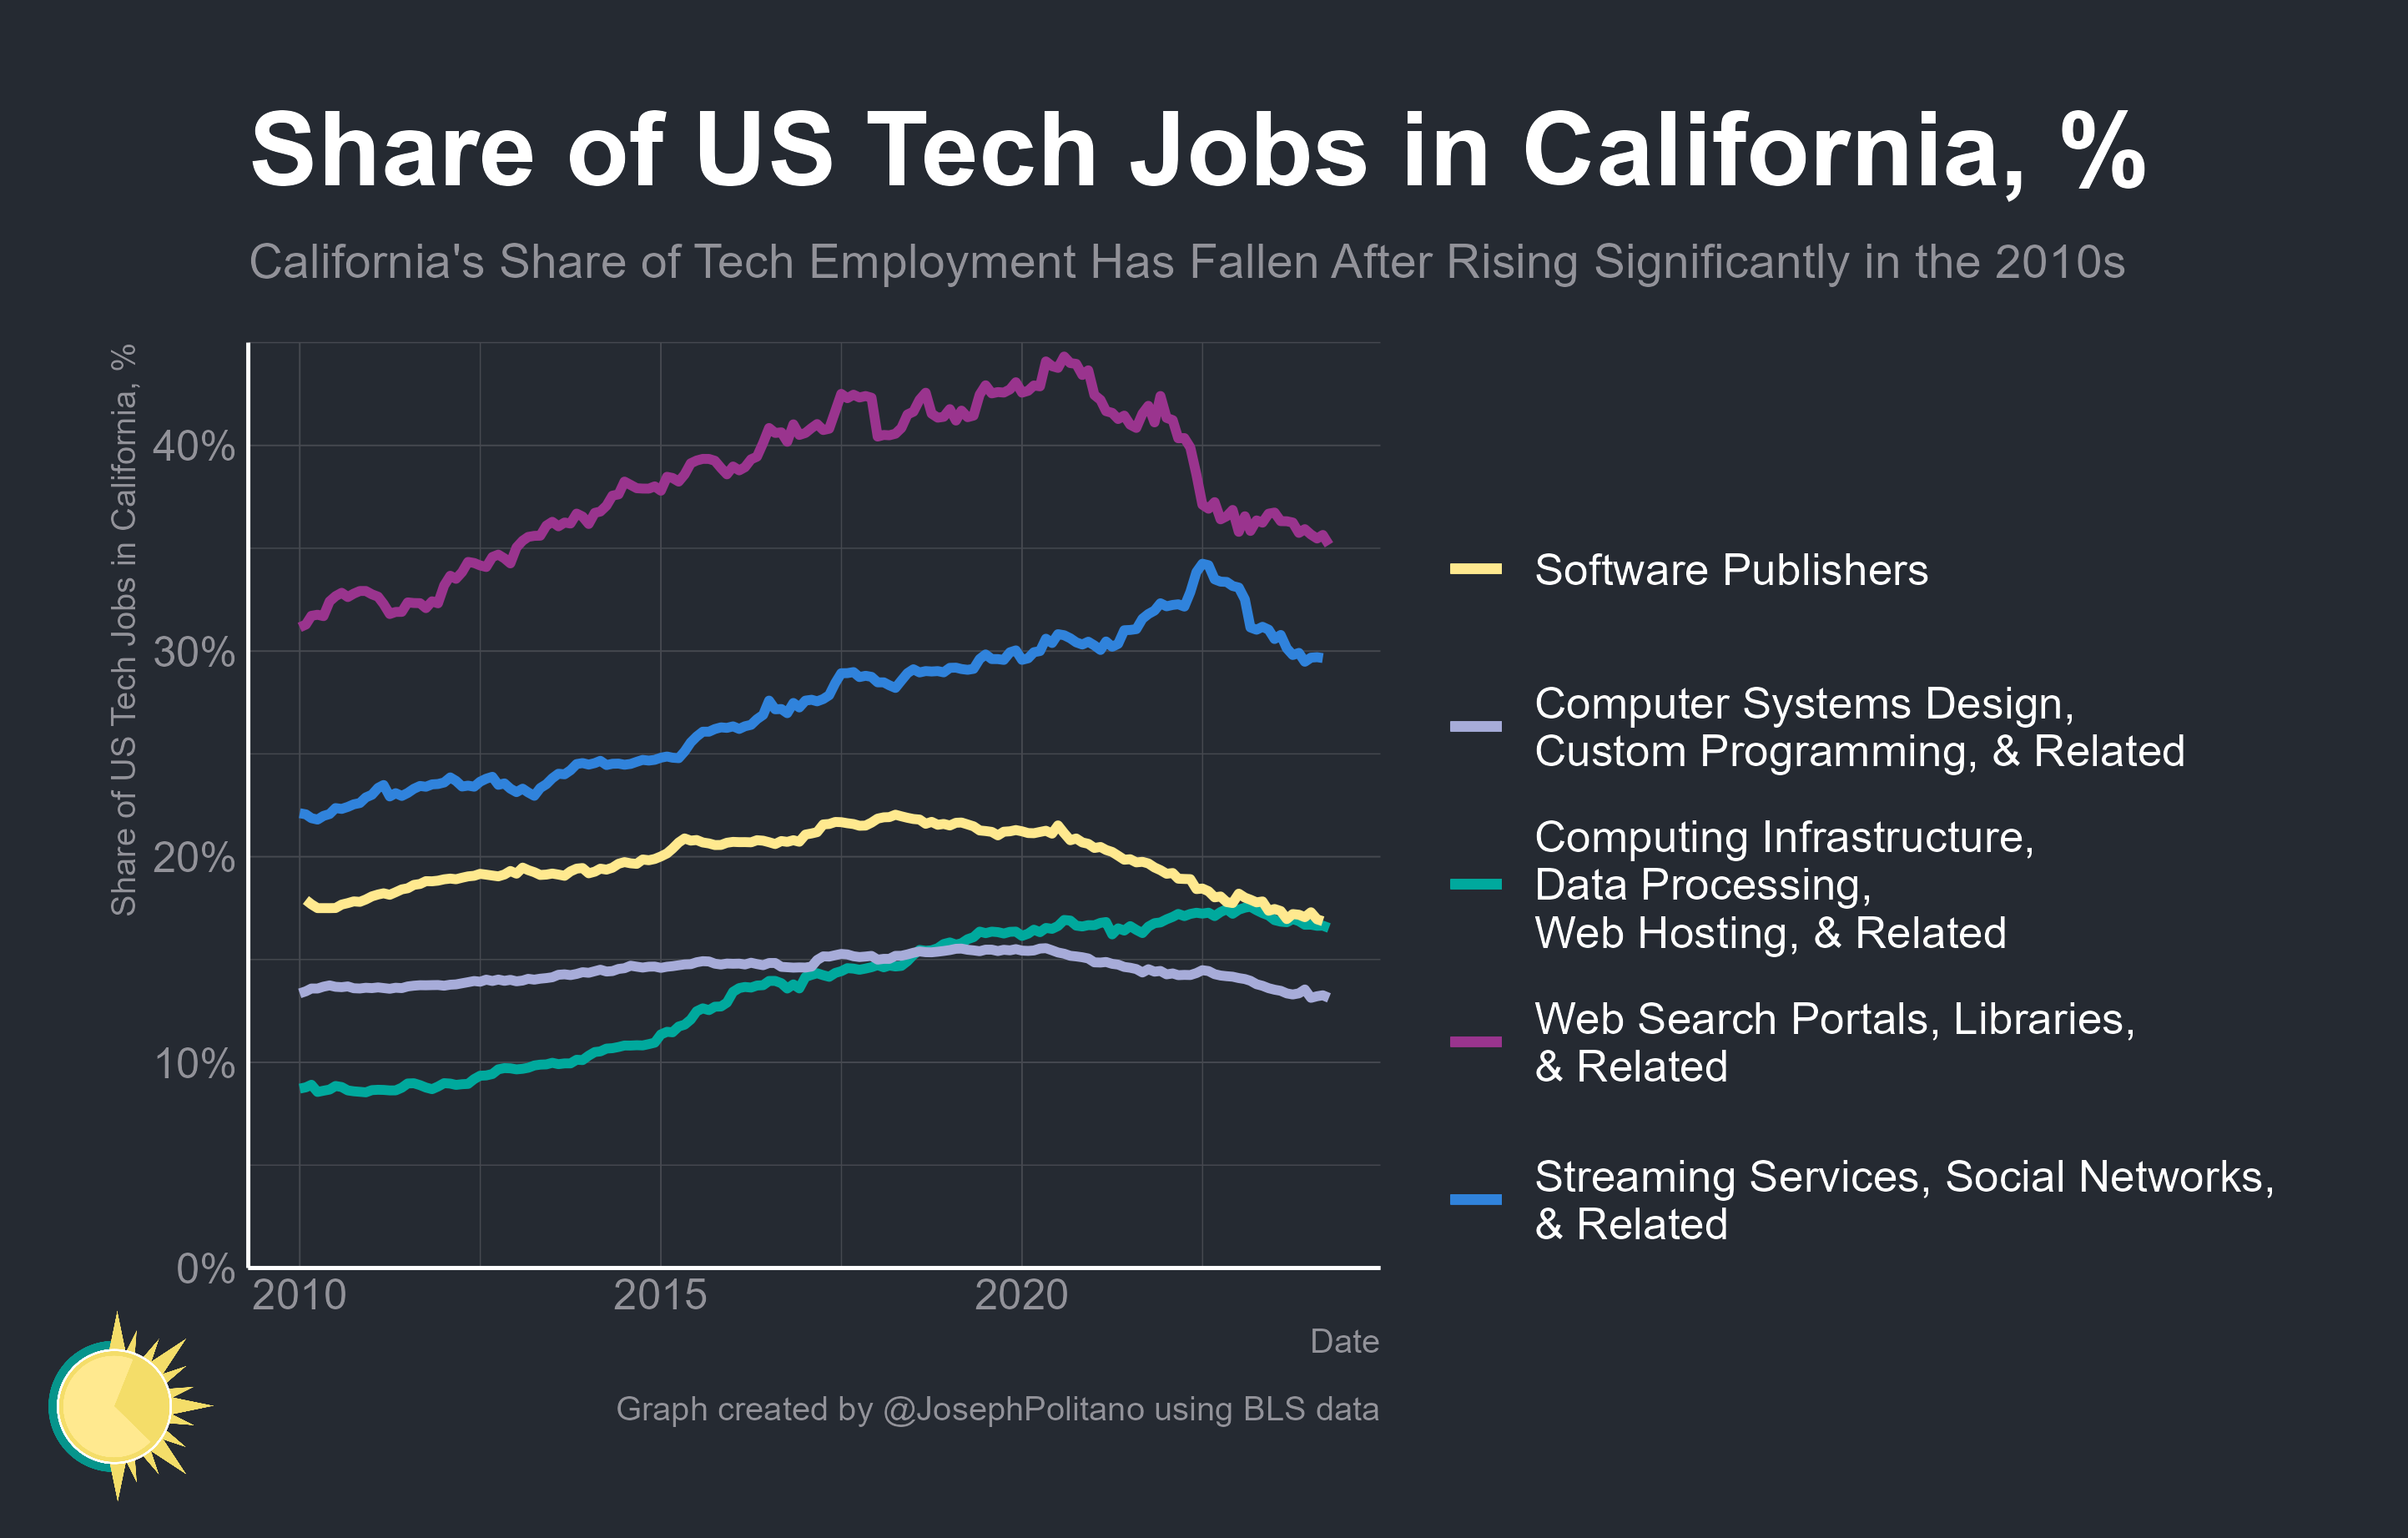 Share of US Tech Jobs in California, %
California's Share of Tech Employment Has Fallen After Rising Significantly in the 2010s
Share of US Tech Jobs in California, %
40%
30%
20%
10%
0%
2010
2015
2020
Date
Software Publishers
Computer Systems Design,
Custom Programming, & Related
Computing Infrastructure,
Data Processing,
Web Hosting, & Related
Web Search Portals, Libraries,
& Related
Streaming Services, Social Networks,
& Related
Graph created by @JosephPolitano using BLS data